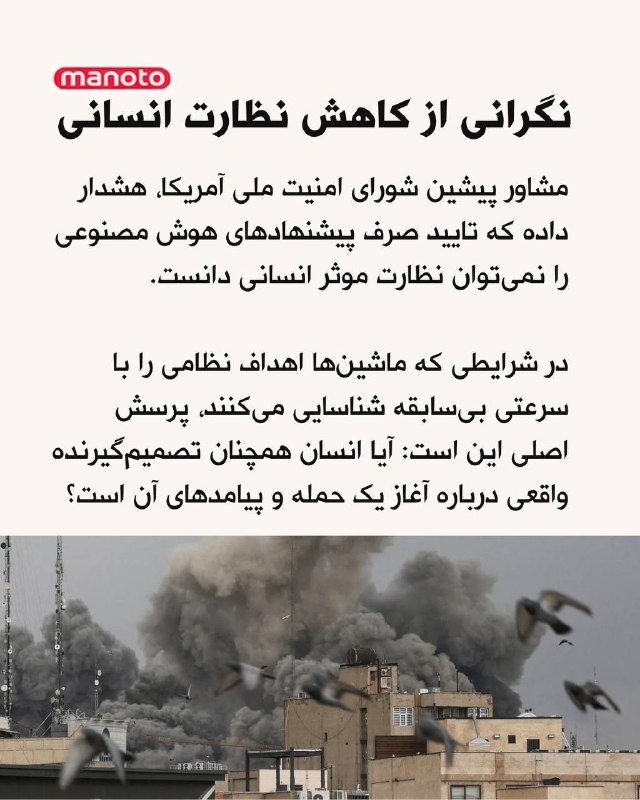 manoto
نگرانی از کاهش نظارت انسانی
مشاور پیشین شورای امنیت ملی آمریکا، هشدار
داده که تایید صرف پیشنهادهای هوش مصنوعی
را نمی‌توان نظارت موثر انسانی دانست.
در شرایطی که ماشین‌ها اهداف نظامی را با
سرعتی بی‌سابقه شناسایی می‌کنند، پرسش
اصلی این است: آیا انسان همچنان تصمیم‌گیرنده
واقعی درباره آغاز یک حمله و پیامدهای آن است؟